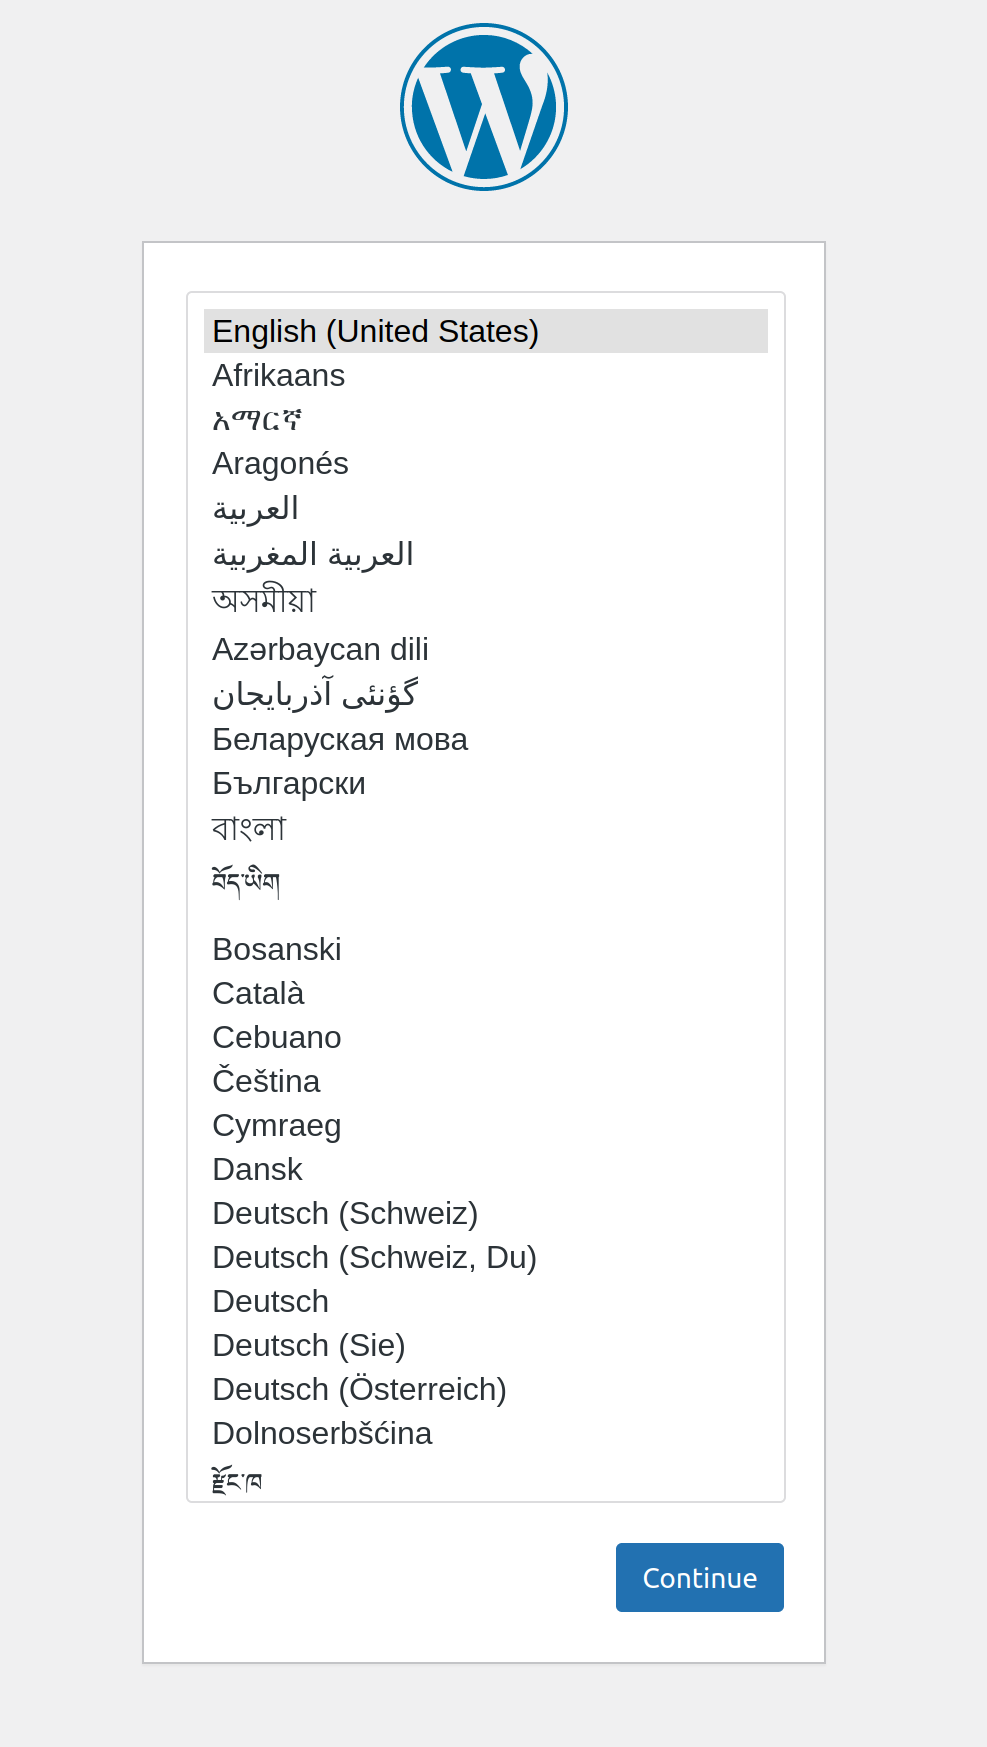 English (United States)
Afrikaans
አማርኛ
Aragonés
العربية
العربية المغربية
অসমীয়া
Azərbaycan dili
گؤنئی آذربایجان
Беларуская мова
Български
বাংলা
བོད་ཡིག
Bosanski
Català
Cebuano
Čeština
Cymraeg
Dansk
Deutsch (Schweiz)
Deutsch (Schweiz, Du)
Deutsch
Deutsch (Sie)
Deutsch (Österreich)
Dolnoserbšćina
རྫོང་ཁ
Continue